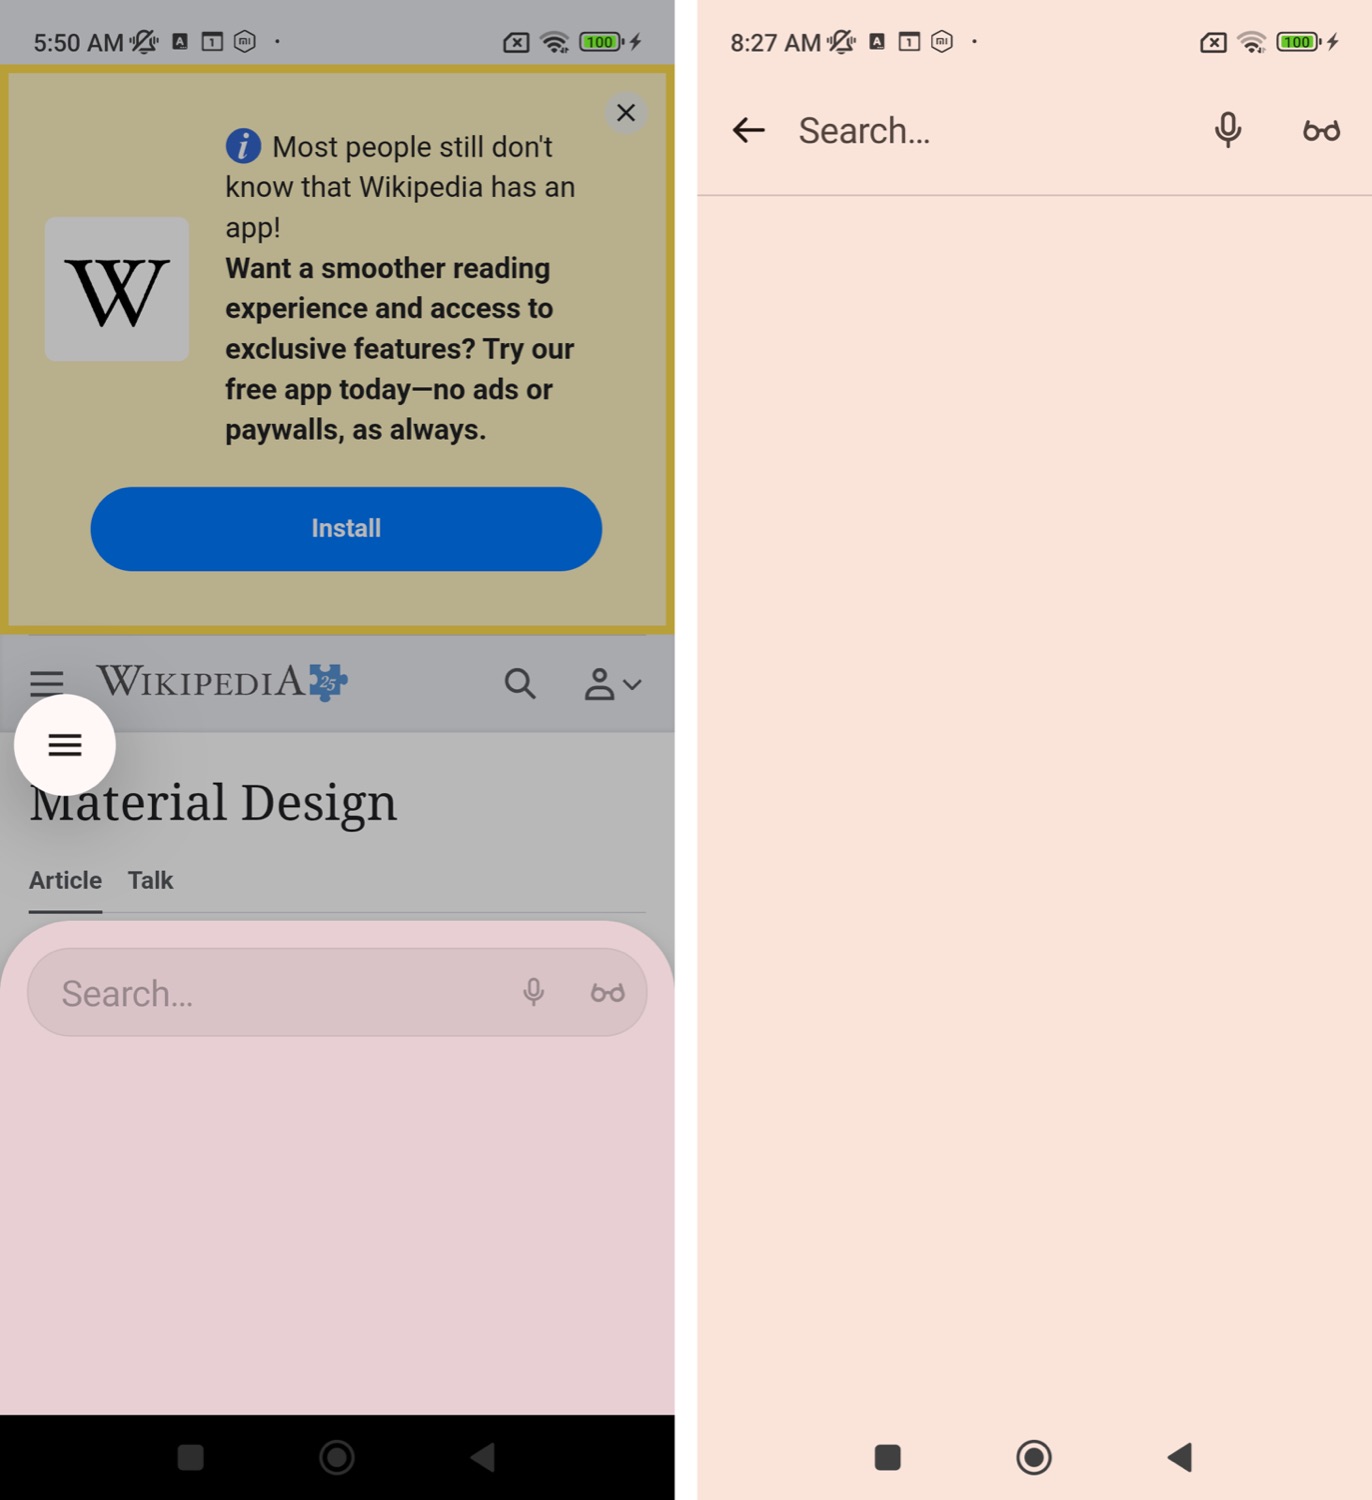 5:50 AM
100
Most people still don't
know that Wikipedia has an
app!
Want a smoother reading
experience and access to
exclusive features? Try our
free app today—no ads or
paywalls, as always.
W
Install
WIKIPEDIA 25
Material Design
Article Talk
Search...
8:27 AM
100
Search...